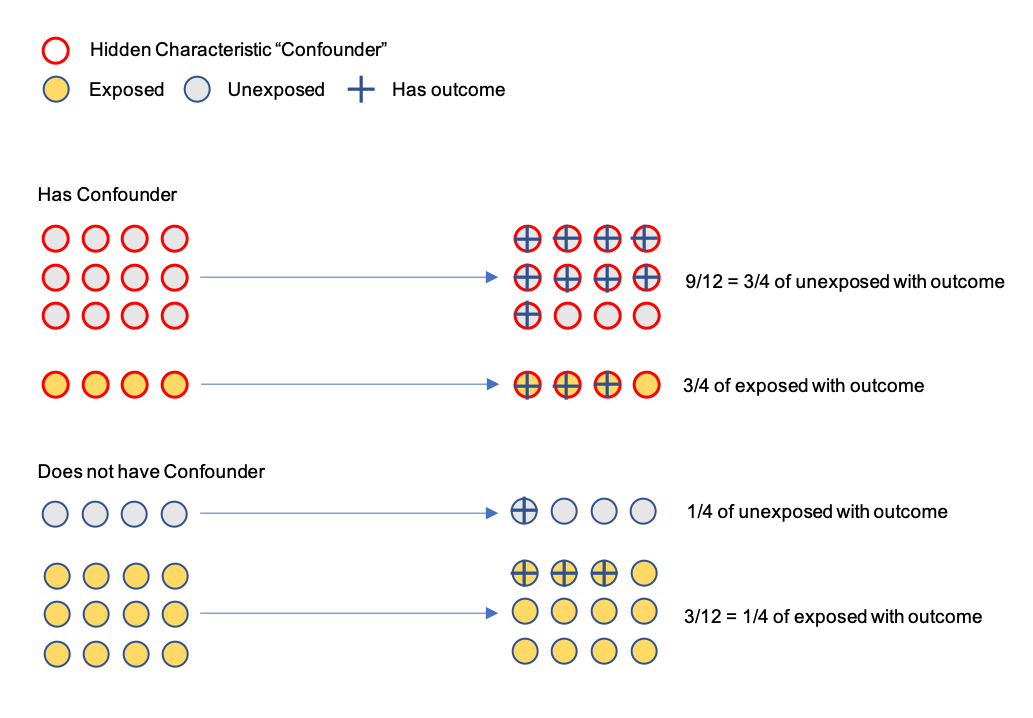 Hidden Characteristic “Confounder”
Exposed Unexposed Has outcome
Has Confounder
9/12 = 3/4 of unexposed with outcome
3/4 of exposed with outcome
Does not have Confounder
1/4 of unexposed with outcome
3/12 = 1/4 of exposed with outcome